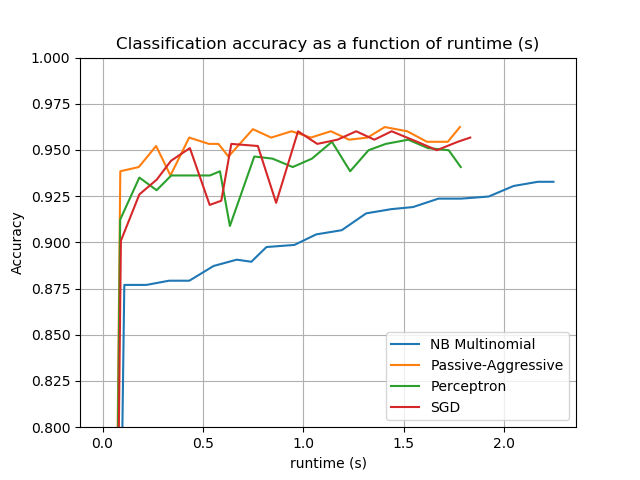 Classification accuracy as a function of runtime (s)
1.000
0.975
0.950
0.925
0.900
0.875
0.850
0.825
0.800
Accuracy
NB Multinomial
Passive-Aggressive
Perceptron
SGD
0.0 0.5 1.0 1.5 2.0
runtime (s)